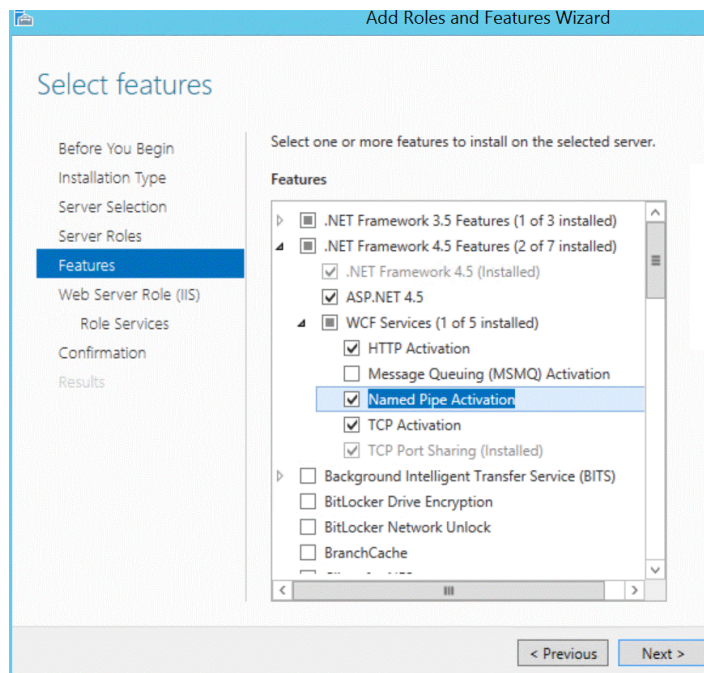 Add Roles and Features Wizard
Select features
Before You Begin
Installation Type
Server Selection
Server Roles
Features
Web Server Role (IIS)
Role Services
Confirmation
Results
Select one or more features to install on the selected server.
Features
.NET Framework 3.5 Features (1 of 3 installed)
.NET Framework 4.5 Features (2 of 7 installed)
.NET Framework 4.5 (Installed)
ASP.NET 4.5
WCF Services (1 of 5 installed)
HTTP Activation
Message Queuing (MSMQ) Activation
Named Pipe Activation
TCP Activation
TCP Port Sharing (Installed)
Background Intelligent Transfer Service (BITS)
BitLocker Drive Encryption
BitLocker Network Unlock
BranchCache
< Previous
Next >